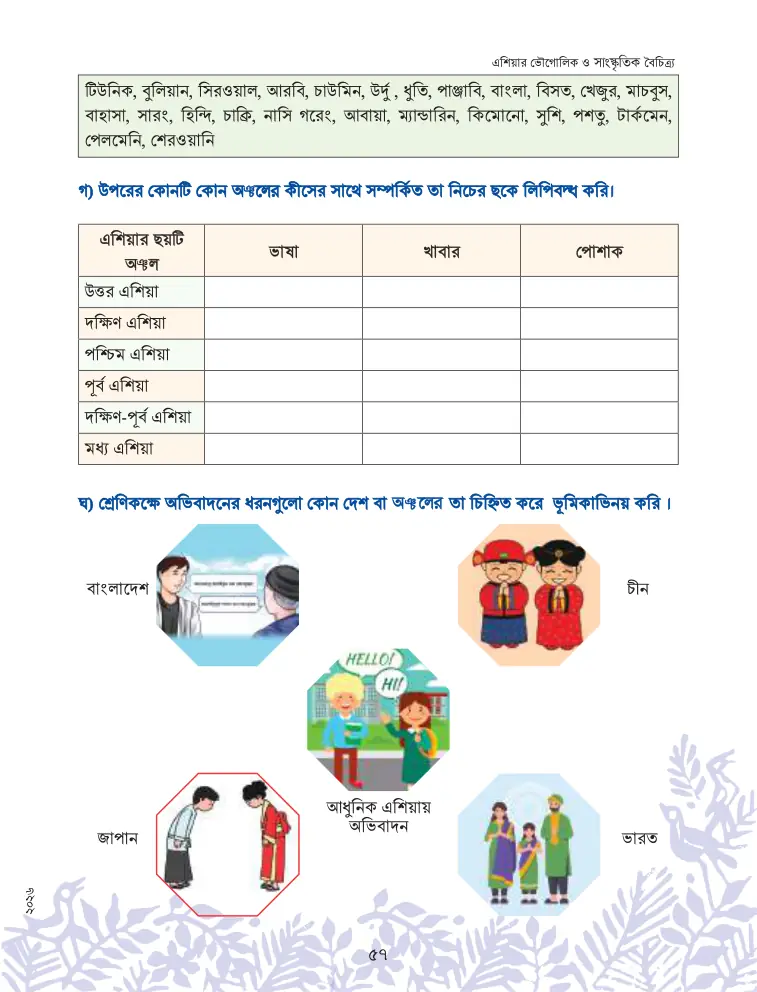 এশিয়ার ভৌগোলিক ও সাংস্কৃতিক বৈচিত্র্য
টিউনিক, বুলিয়ান, সিরওয়াল, আরবি, চাউমিন, উর্দু , ধুতি, পাঞ্জাবি, বাংলা, বিসত, খেজুর, মাচবুস,
বাহাসা, সারং, হিন্দি, চাক্রি, নাসি গরেং, আবায়া, ম্যান্ডারিন, কিমোনো, সুশি, পশতু, টার্কমেন,
পেলমেনি, শেরওয়ানি
গ) উপরের কোনটি কোন অঞ্চলের কীসের সাথে সম্পর্কিত তা নিচের ছকে লিপিবদ্ধ করি।
এশিয়ার ছয়টি
অঞ্চল
ভাষা
খাবার
পোশাক
উত্তর এশিয়া
দক্ষিণ এশিয়া
পশ্চিম এশিয়া
পূর্ব এশিয়া
দক্ষিণ-পূর্ব এশিয়া
মধ্য এশিয়া
ঘ) শ্রেণিকক্ষে অভিবাদনের ধরনগুলো কোন দেশ বা অঞ্চলের তা চিহ্নিত করে ভূমিকাভিনয় করি ।
বাংলাদেশ
চীন
HELLO!
HI!
আধুনিক এশিয়ায়
অভিবাদন
জাপান
ভারত
২০২৬
৫৭